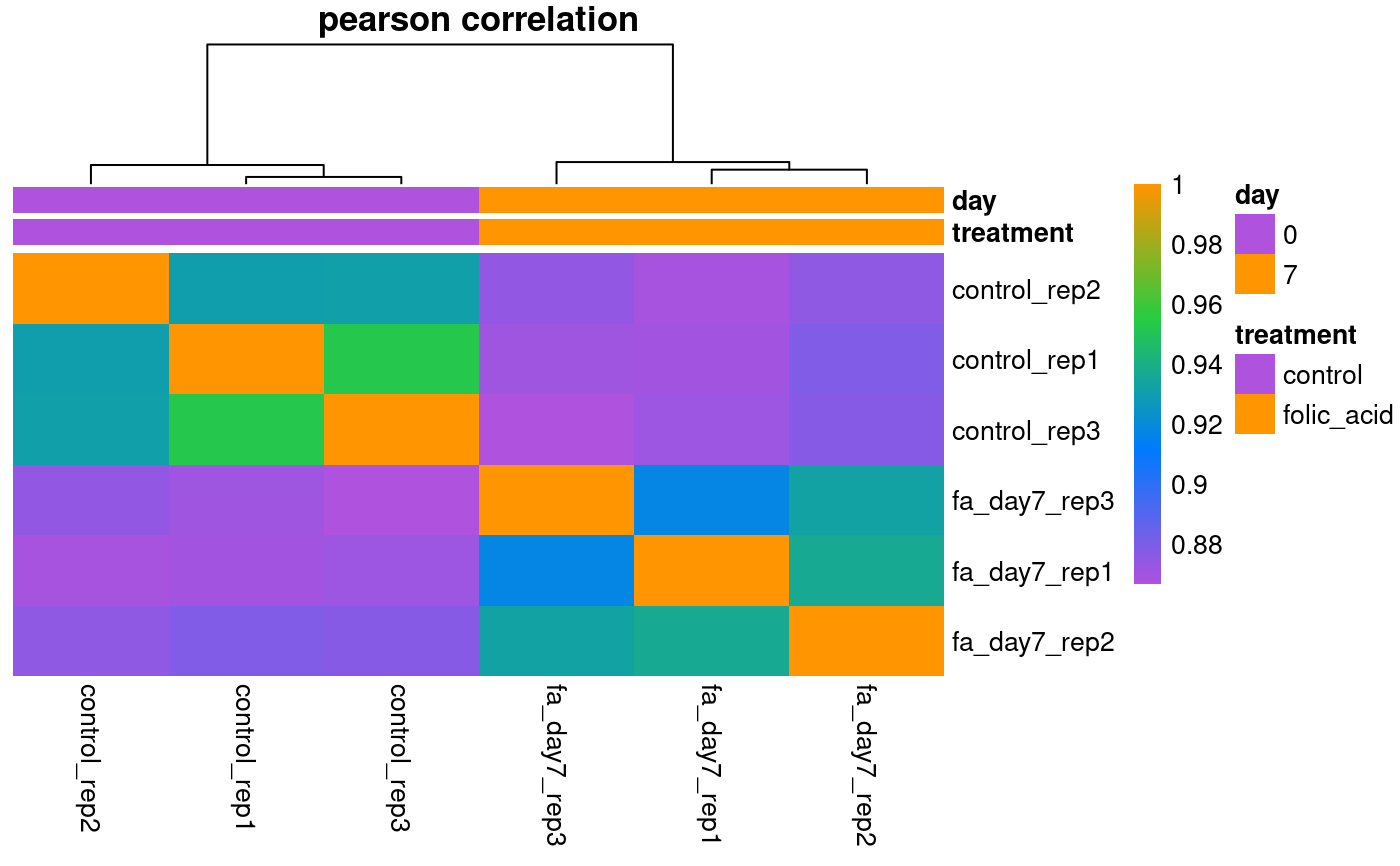 pearson correlation
day
treatment
control_rep2
control_rep1
control_rep3
fa_day7_rep3
fa_day7_rep1
fa_day7_rep2
control_rep2
control_rep1
control_rep3
fa_day7_rep3
fa_day7_rep1
fa_day7_rep2
1
0.98
0.96
0.94
0.92
0.9
0.88
day
0
7
treatment
control
folic_acid